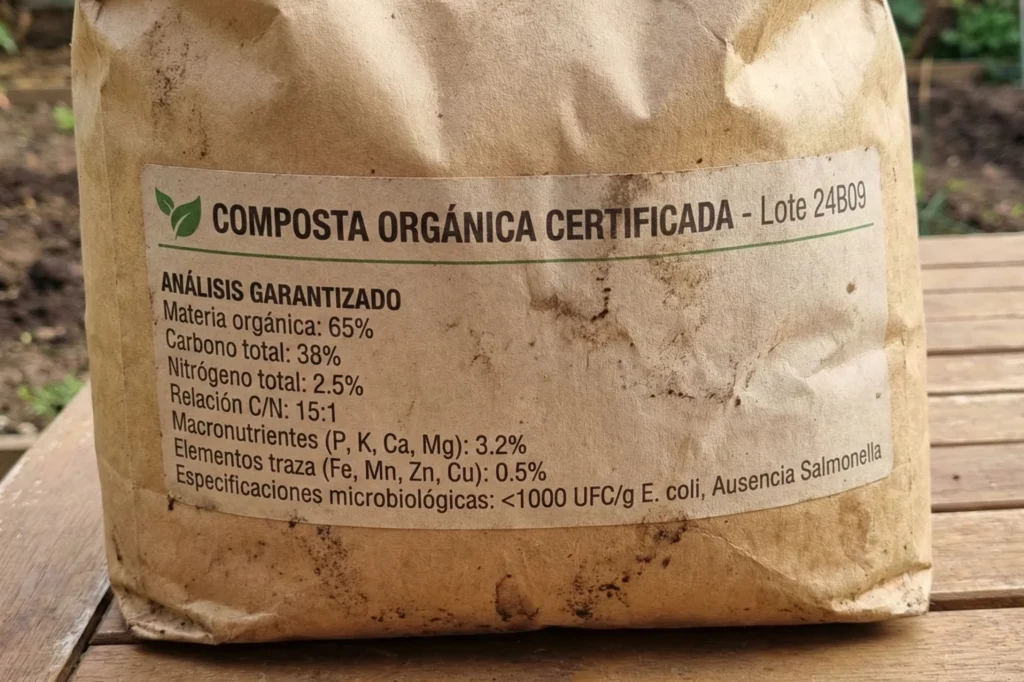 COMPOSTA ORGÁNICA CERTIFICADA - Lote 24B09
ANÁLISIS GARANTIZADO
Materia orgánica: 65%
Carbono total: 38%
Nitrógeno total: 2.5%
Relación C/N: 15:1
Macronutrientes (P, K, Ca, Mg): 3.2%
Elementos traza (Fe, Mn, Zn, Cu): 0.5%
Especificaciones microbiológicas: <1000 UFC/g E. coli, Ausencia Salmonella